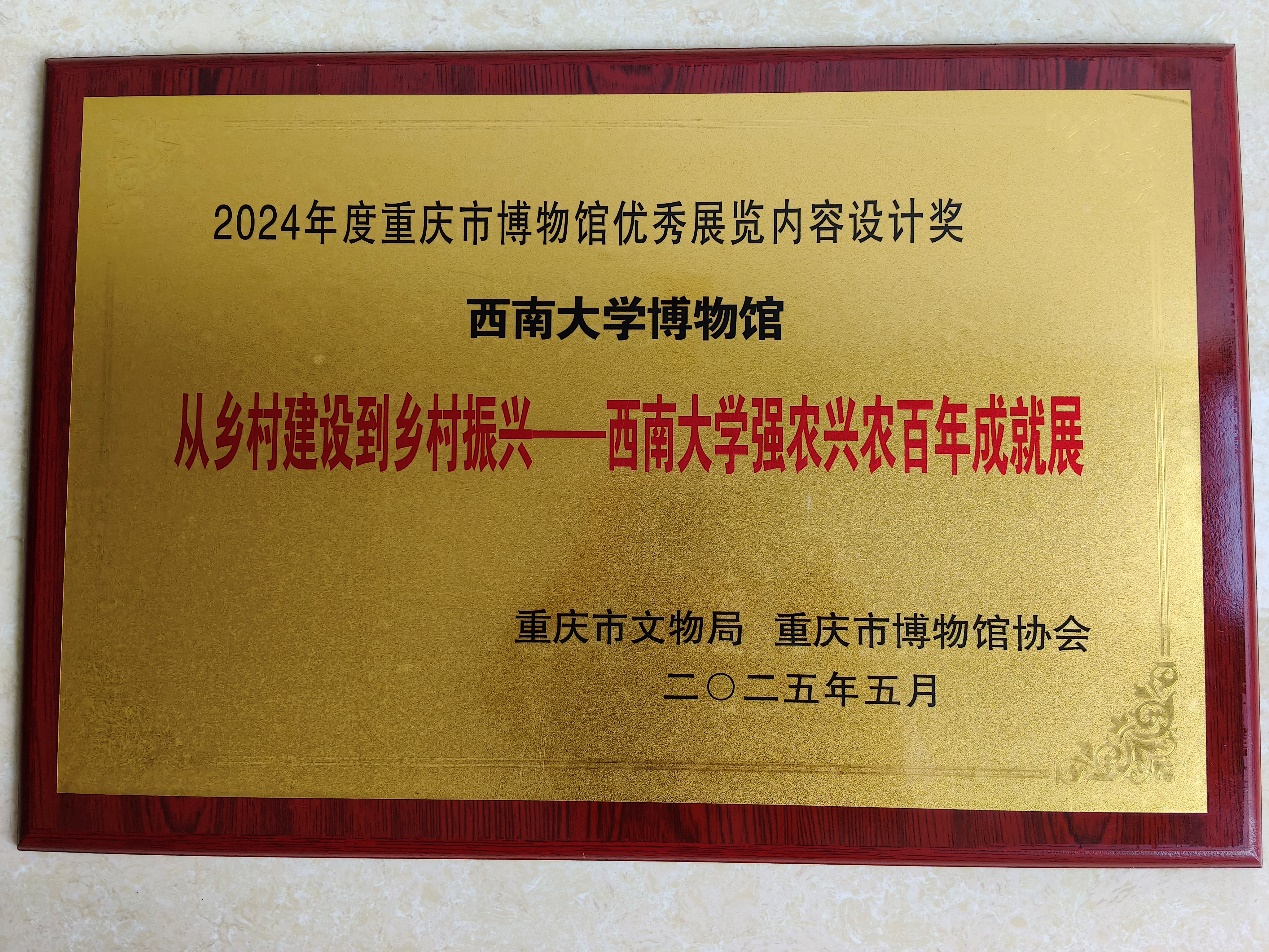 2024年度重庆市博物馆优秀展览内容设计奖
西南大学博物馆
从乡村建设到乡村振兴——西南大学强农兴农百年成就展
重庆市文物局 重庆市博物馆协会
二〇二五年五月